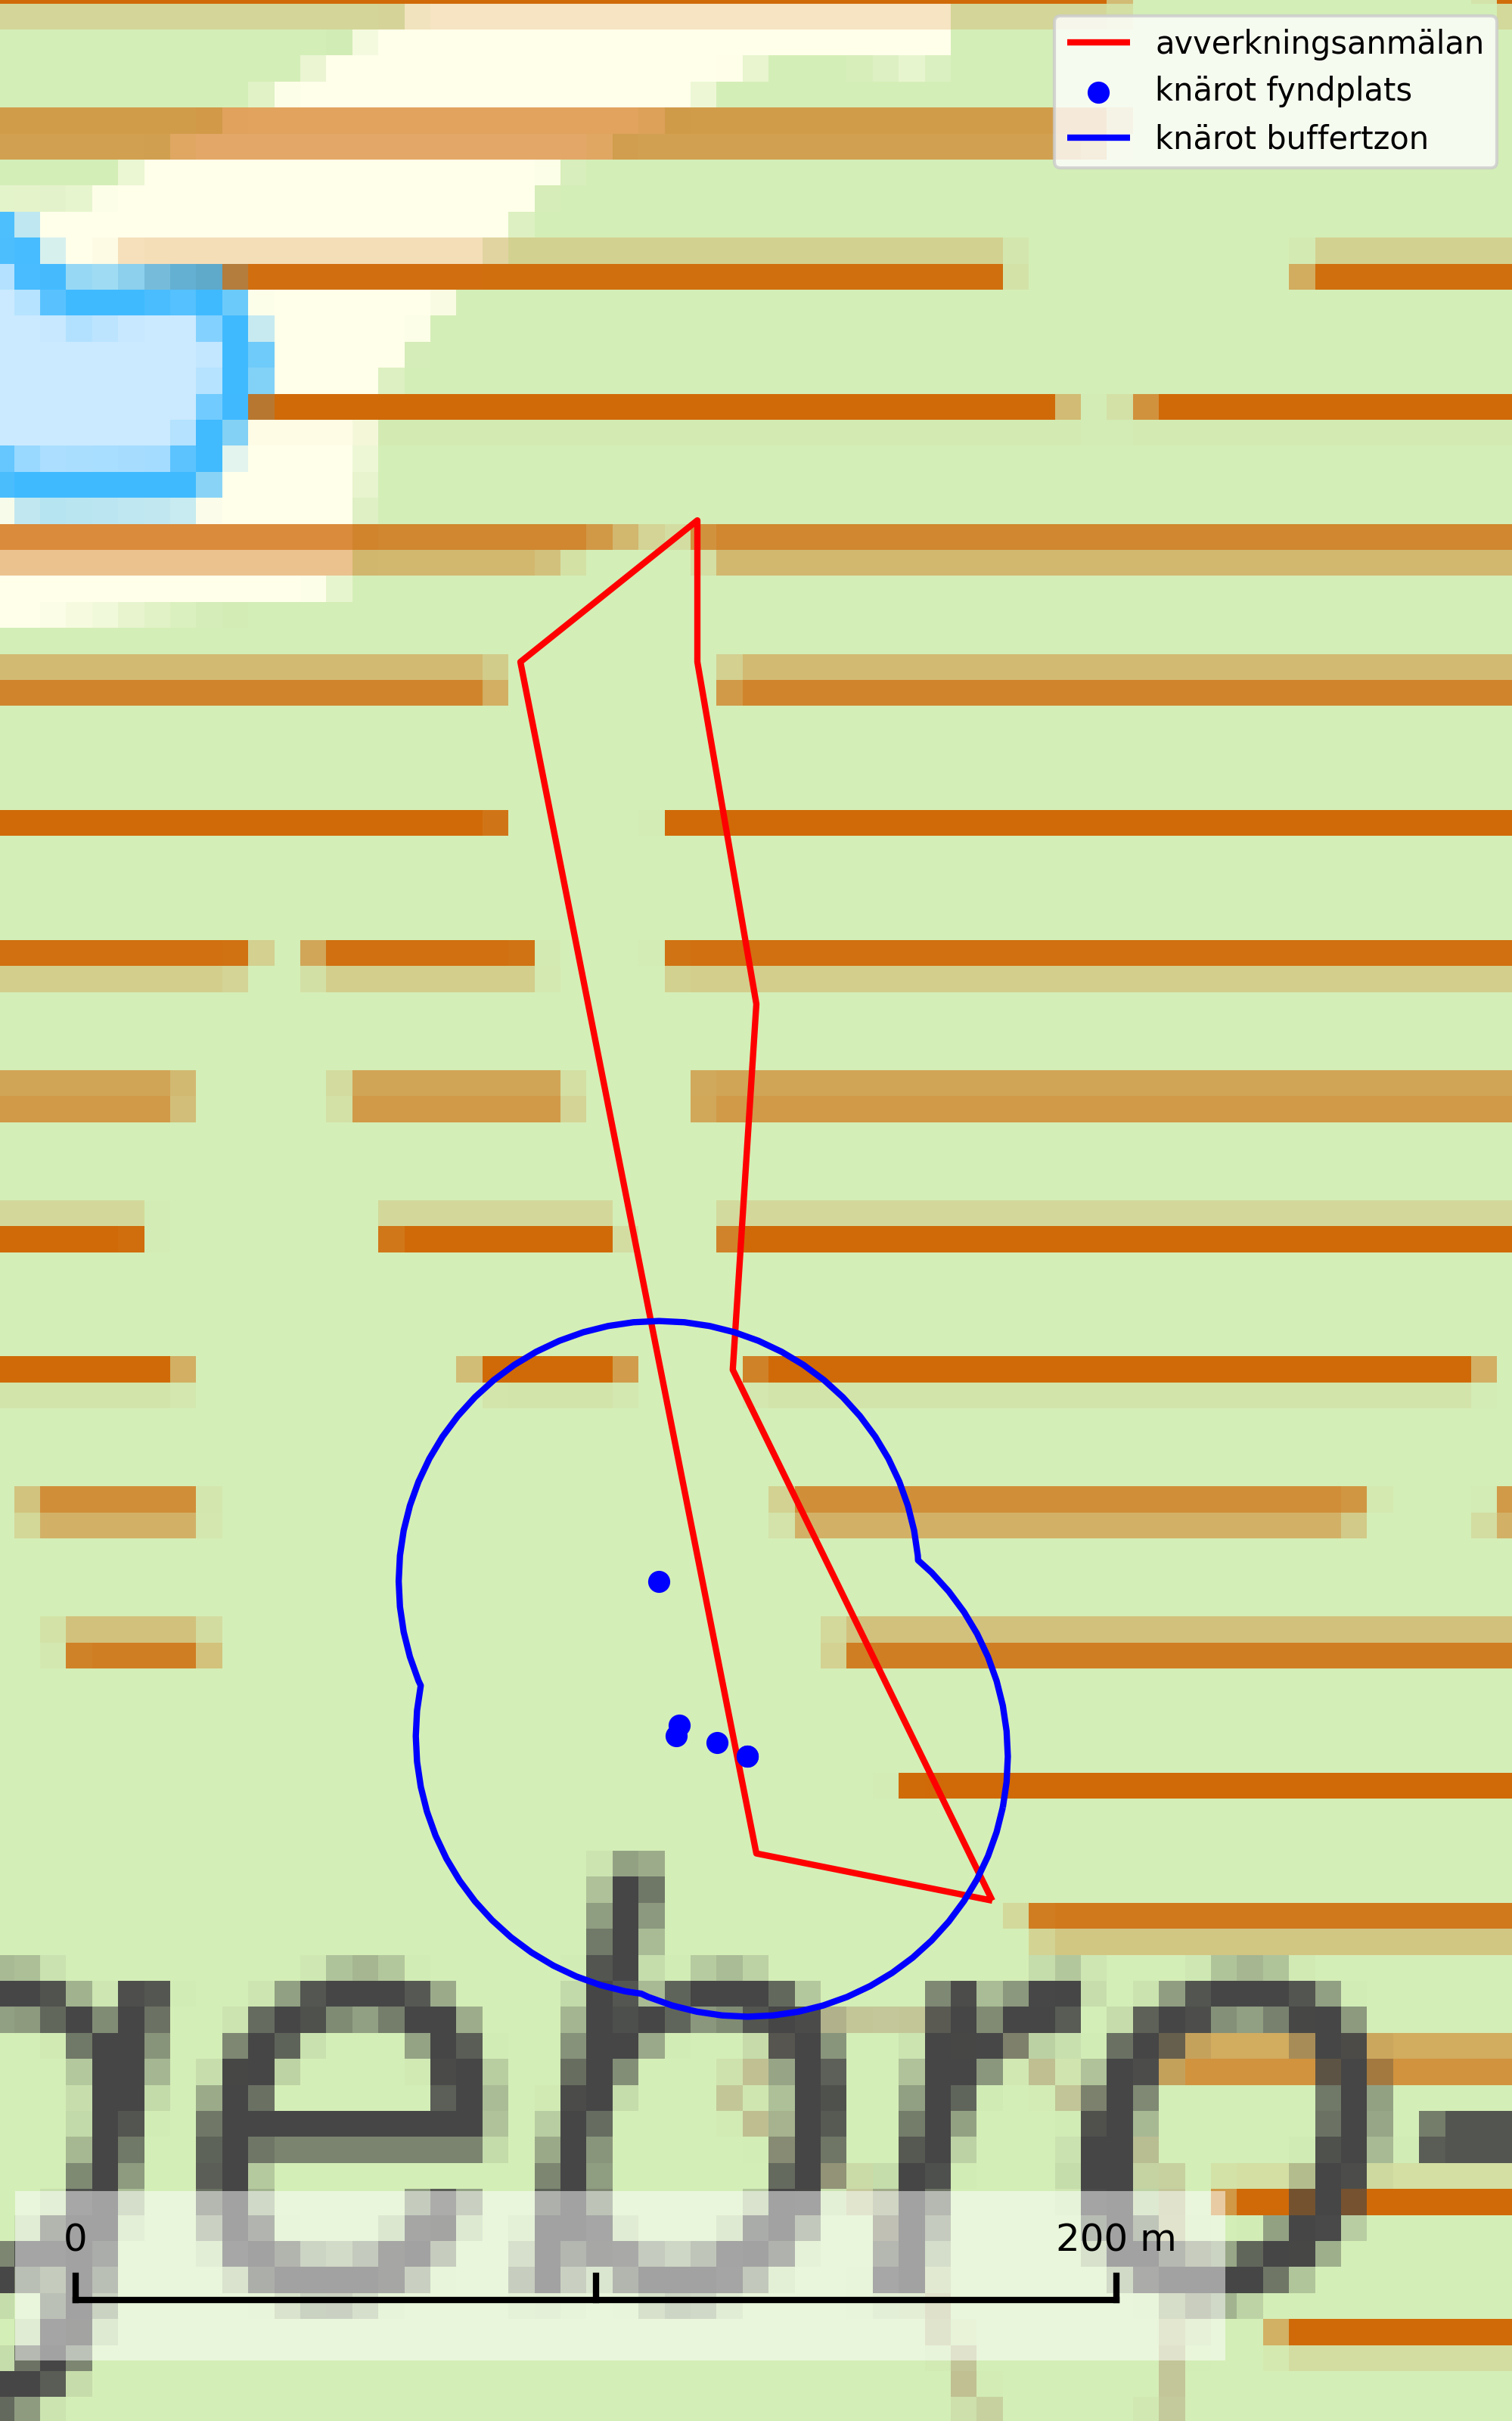 avverkningsanmälan
knärot fyndplats
knärot buffertzon
0 200 m